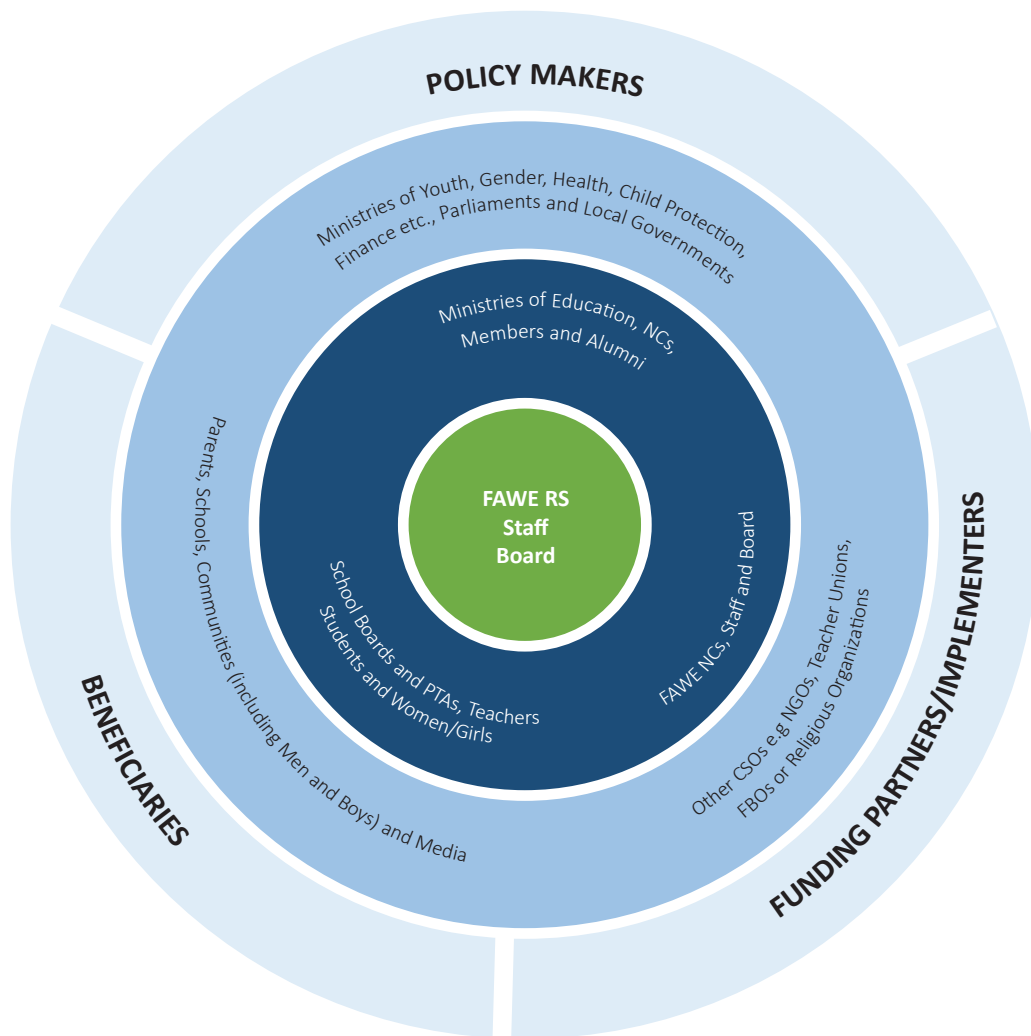 POLICY MAKERS
Ministries of Youth, Gender, Health, Child Protection,
Finance etc., Parliaments and Local Governments
Ministries of Education, NCs,
Members and Alumni
FAWE RS
Staff
Board
School Boards and PTAs, Teachers
Students and Women/Girls
FAWE NCs, Staff and Board
Parents, Schools, Communities (including Men and Boys) and Media
Other CSOs e.g NGOs, Teacher Unions,
FBOs or Religious Organizations
BENEFICIARIES
FUNDING PARTNERS/IMPLEMENTERS